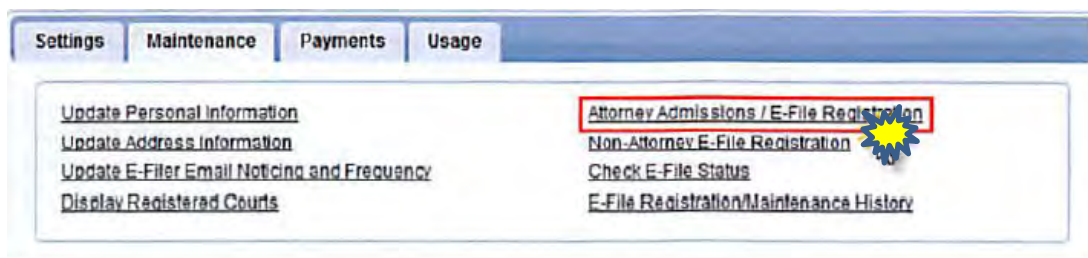 Settings Maintenance Payments Usage
Update Personal Information
Update Address Information
Update E-Filer Email Noticing and Frequency
Display Registered Courts
Attorney Admissions / E-File Registration
Non-Attorney E-File Registration
Check E-File Status
E-File Registration/Maintenance History